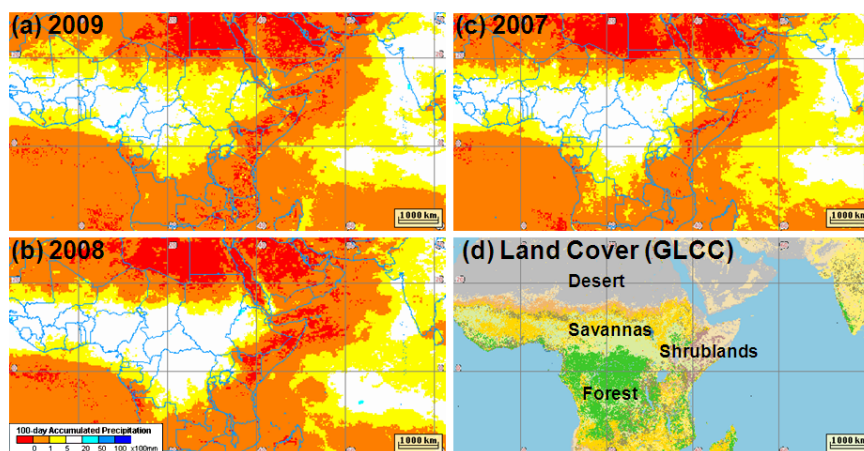 (a) 2009
1000 km
(c) 2007
1000 km
(b) 2008
100-day Accumulated Precipitation
0 1 5 20 50 100 x100mm
1000 km
(d) Land Cover (GLCC)
Desert
Savannas
Shrublands
Forest
1000 km